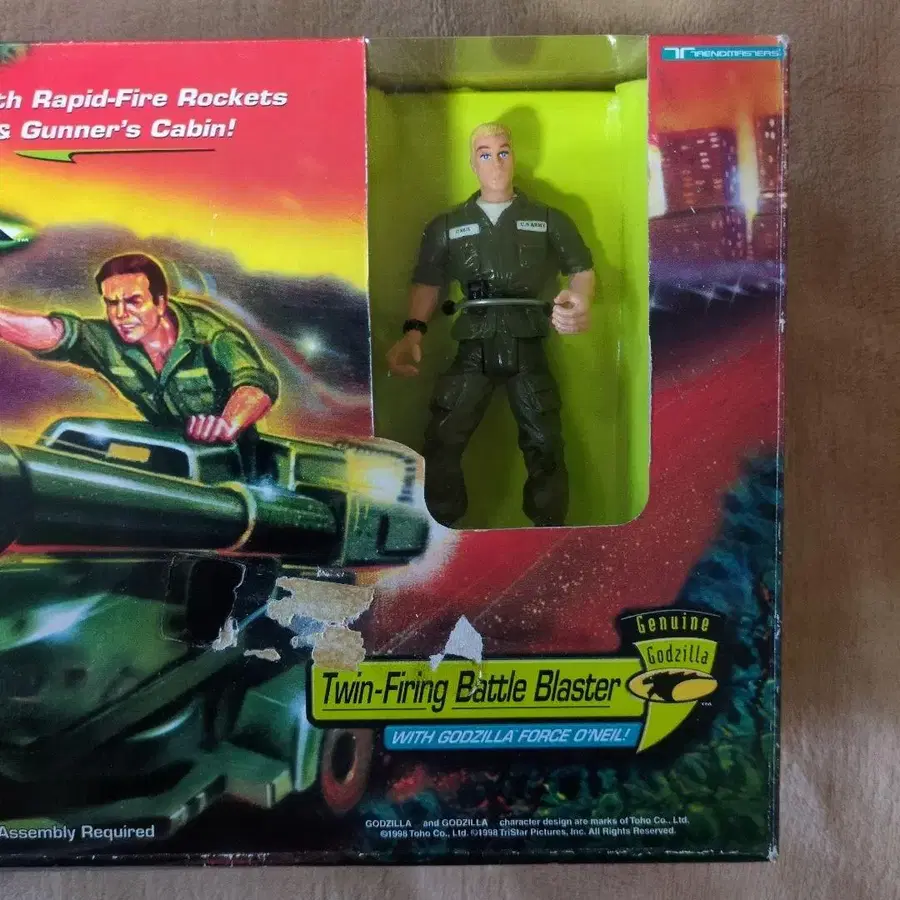 th Rapid-Fire Rockets
& Gunner's Cabin!
TRENDMASTERS
U.S. ARMY
Genuine
Godzilla
Twin-Firing Battle Blaster
WITH GODZILLA FORCE O'NEIL!
Assembly Required
GODZILLA and GODZILLA character design are marks of Toho Co., Ltd.
©1998 Toho Co., Ltd. ©1998 TriStar Pictures, Inc. All Rights Reserved.